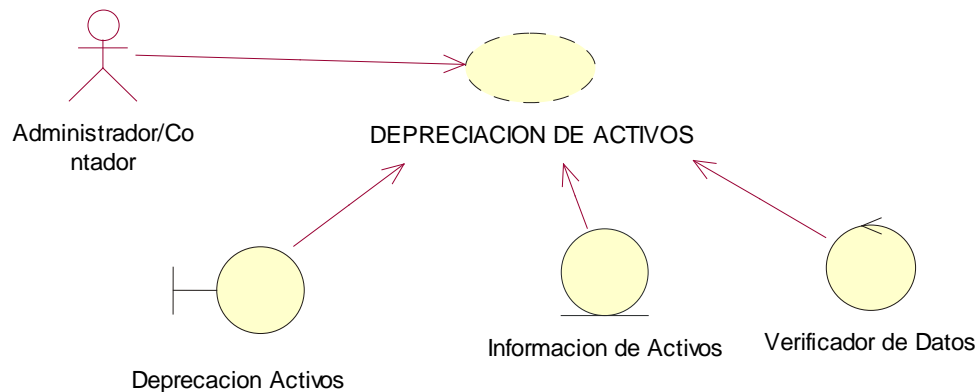 Administrador/Co
ntador
DEPRECIACION DE ACTIVOS
Deprecacion Activos
Informacion de Activos
Verificador de Datos